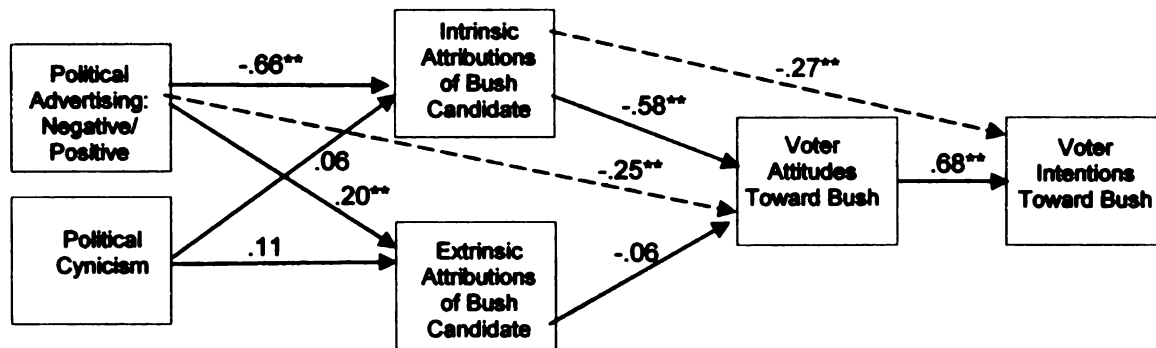 Political
Advertising:
Negative/
Positive
Political
Cynicism
-.66**
.06
.20**
.11
Intrinsic
Attributions
of Bush
Candidate
Extrinsic
Attributions
of Bush
Candidate
-.27**
-.58**
-.25**
-.06
Voter
Attitudes
Toward Bush
.68**
Voter
Intentions
Toward Bush